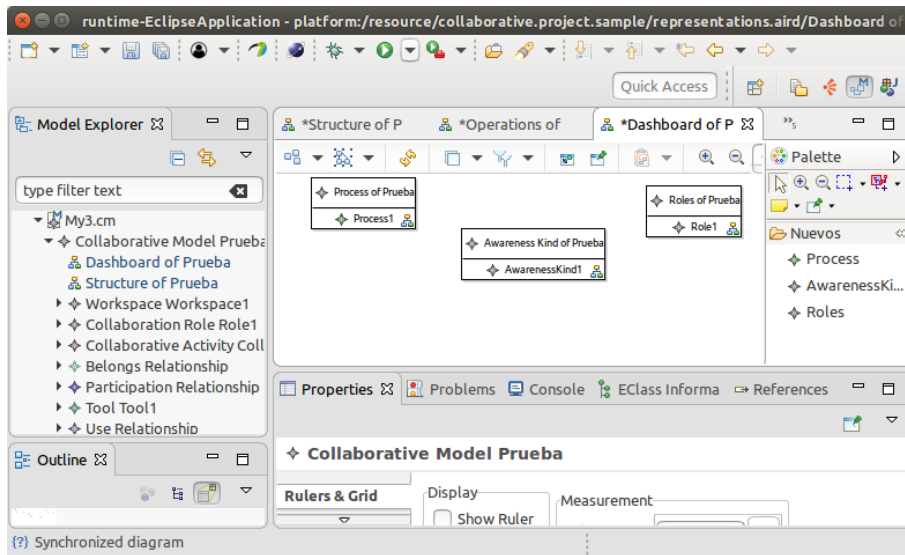 runtime-EclipseApplication - platform:/resource/collaborative.project.sample/representations.aird/Dashboard of
Quick Access
Model Explorer
type filter text
My3.cm
Collaborative Model Prueba
Dashboard of Prueba
Structure of Prueba
Workspace Workspace1
Collaboration Role Role1
Collaborative Activity Coll
Belongs Relationship
Participation Relationship
Tool Tool1
Use Relationship
Outline
*Structure of P
*Operations of
*Dashboard of P
»5
Process of Prueba
Process1
Awareness Kind of Prueba
AwarenessKind1
Roles of Prueba
Role1
Palette
Nuevos
Process
AwarenessKi...
Roles
Properties
Problems
Console
EClass Informa
References
Collaborative Model Prueba
Rulers & Grid
Display
Show Ruler
Measurement
{?} Synchronized diagram